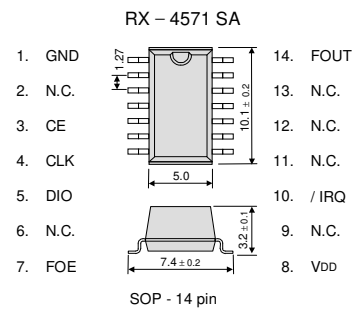 RX – 4571 SA
1. GND
2. N.C.
3. CE
4. CLK
5. DIO
6. N.C.
7. FOE
1.27
10.1 ± 0.2
5.0
3.2 ± 0.1
7.4 ± 0.2
14. FOUT
13. N.C.
12. N.C.
11. N.C.
10. / IRQ
9. N.C.
8. VDD
SOP - 14 pin